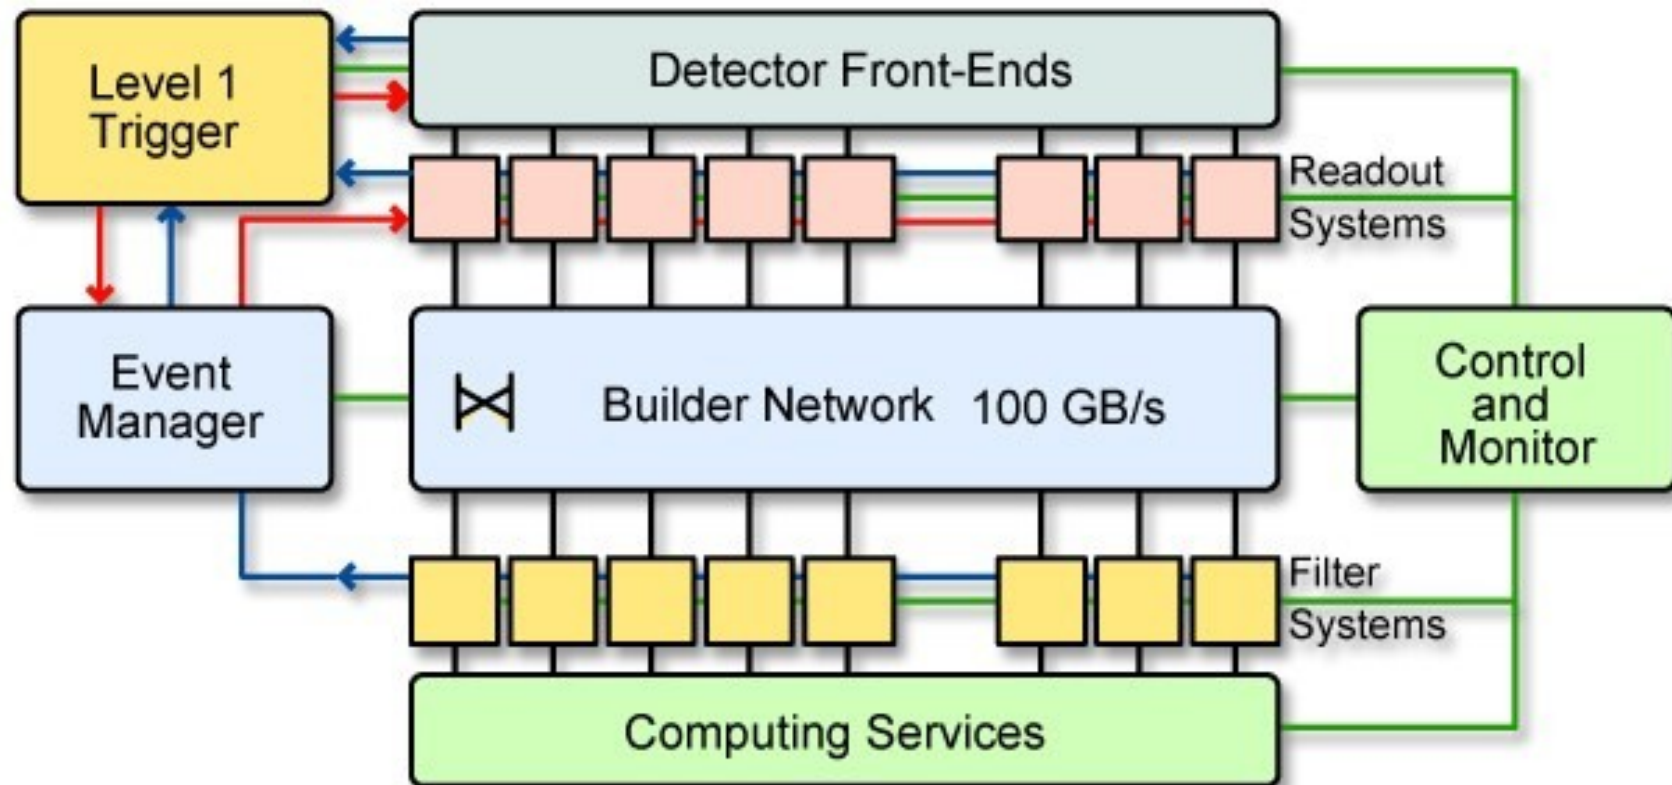 Level 1
Trigger
Detector Front-Ends
Readout
Systems
Event
Manager
Builder Network 100 GB/s
Control
and
Monitor
Filter
Systems
Computing Services